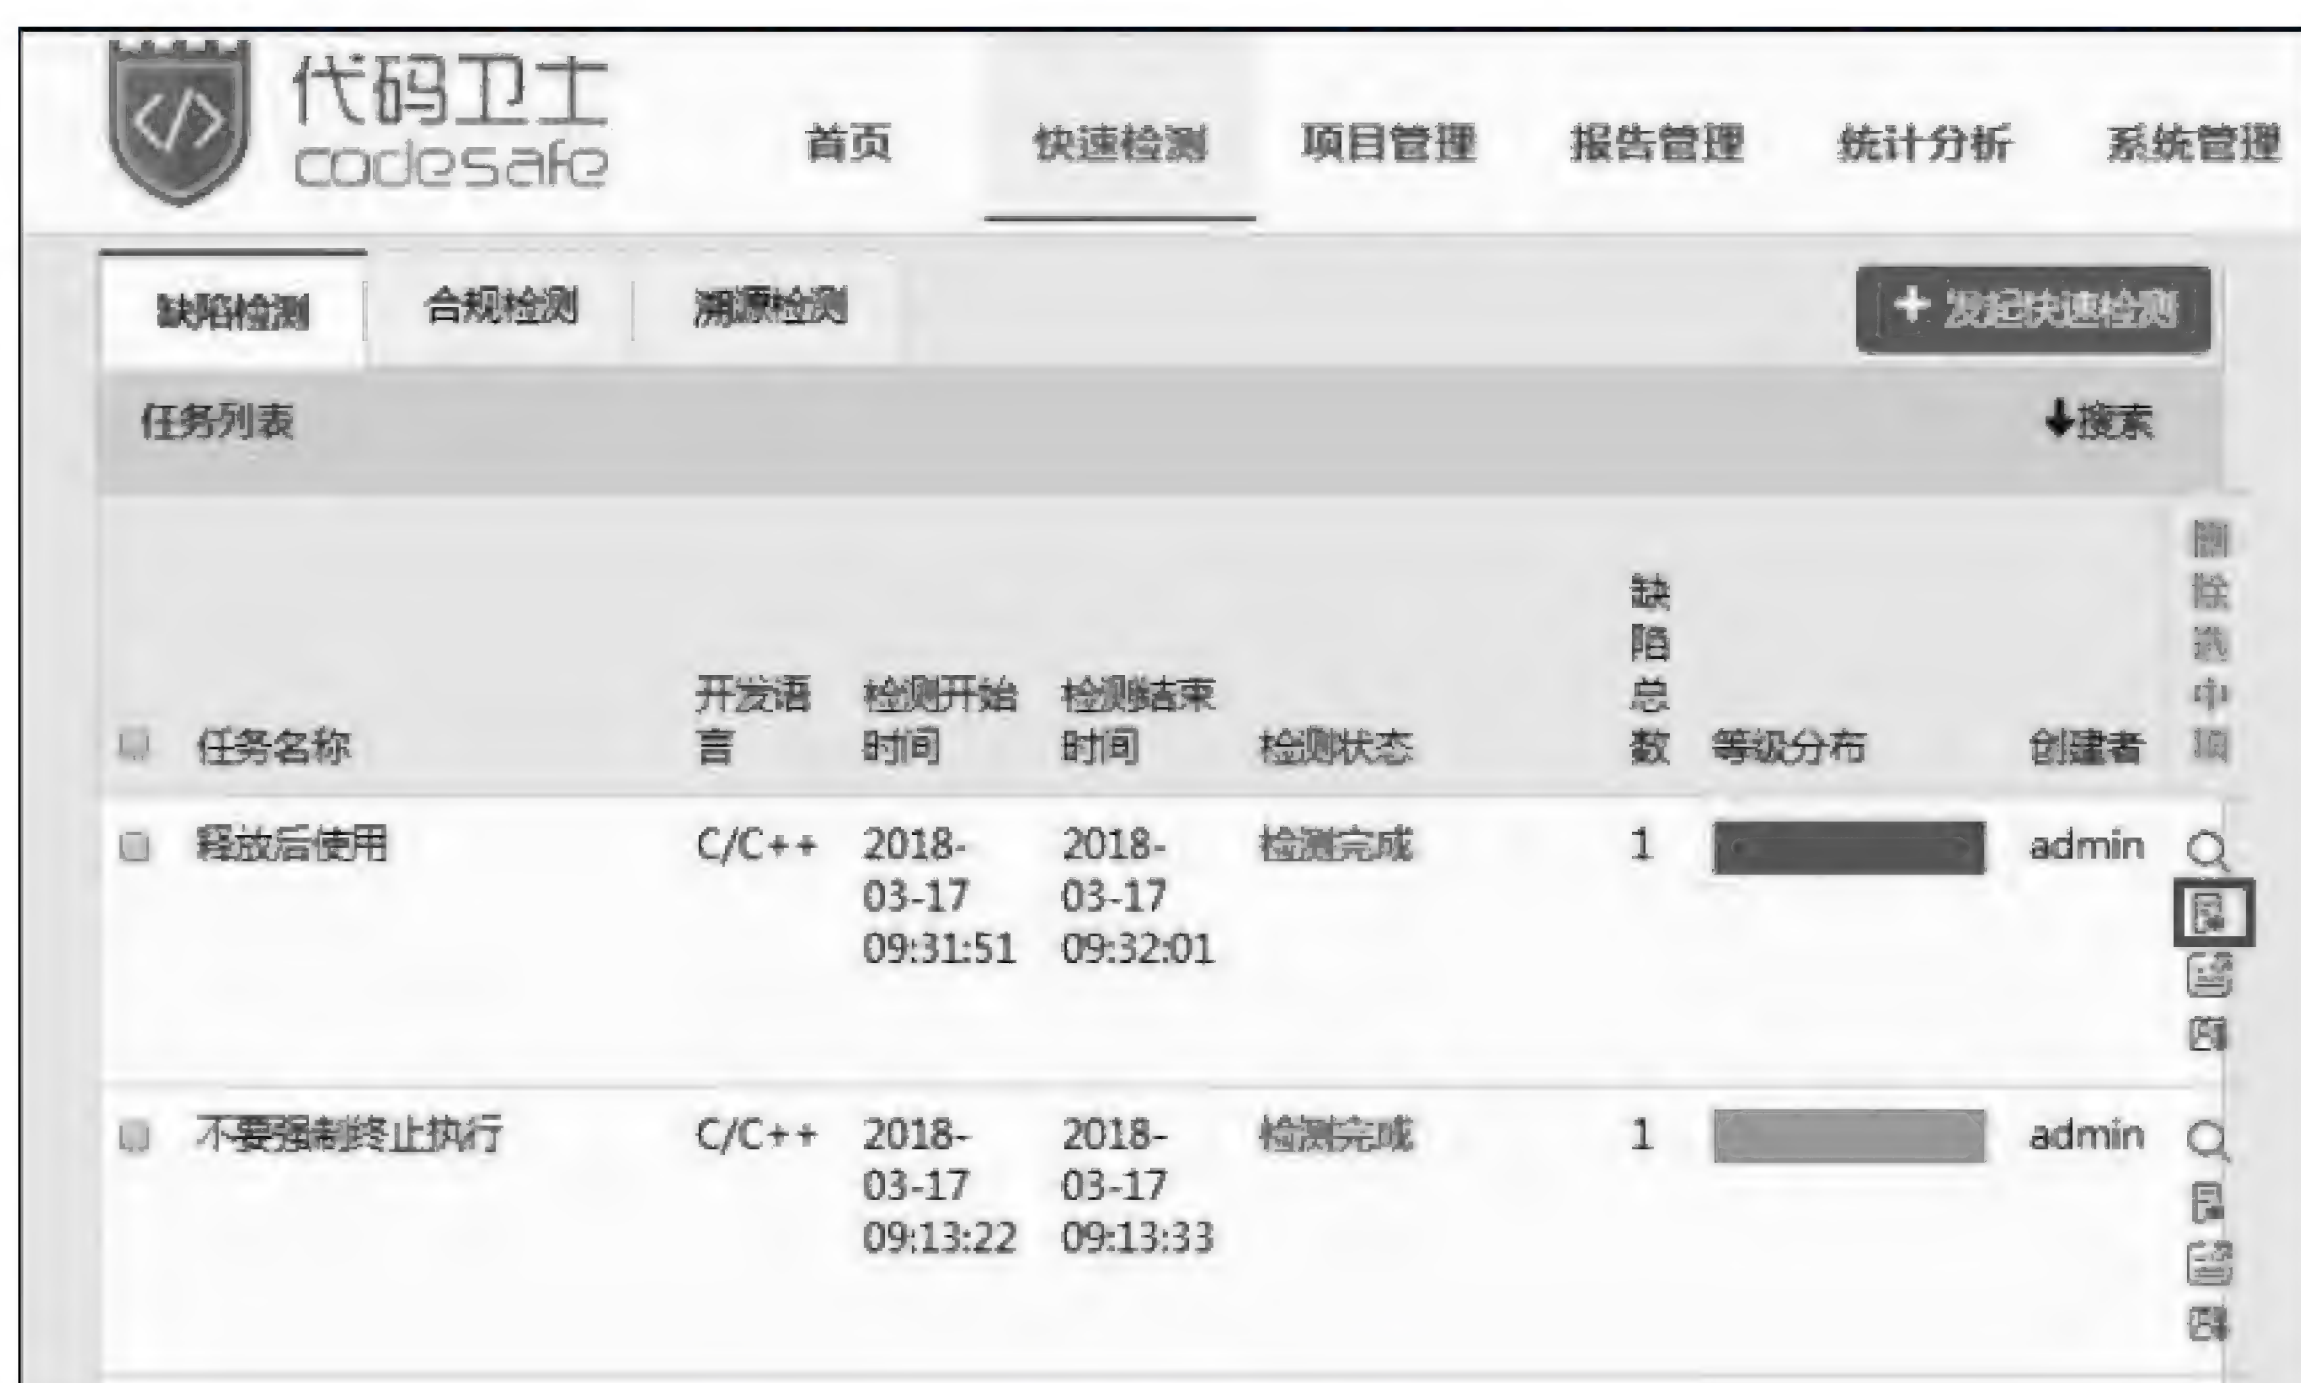 代码卫士
codesafe
首页 快速检测 项目管理 报告管理 统计分析 系统管理
缺陷检测 合规检测 溯源检测 发起快速检测
任务列表 搜索
任务名称 开发语言 检测开始时间 检测结束时间 检测状态 缺陷总数 等级分布 创建者 删除选中项
释放后使用 C/C++ 2018- 2018- 检测完成 1 admin
03-17 03-17
09:31:51 09:32:01
不要强制终止执行 C/C++ 2018- 2018- 检测完成 1 admin
03-17 03-17
09:13:22 09:13:33